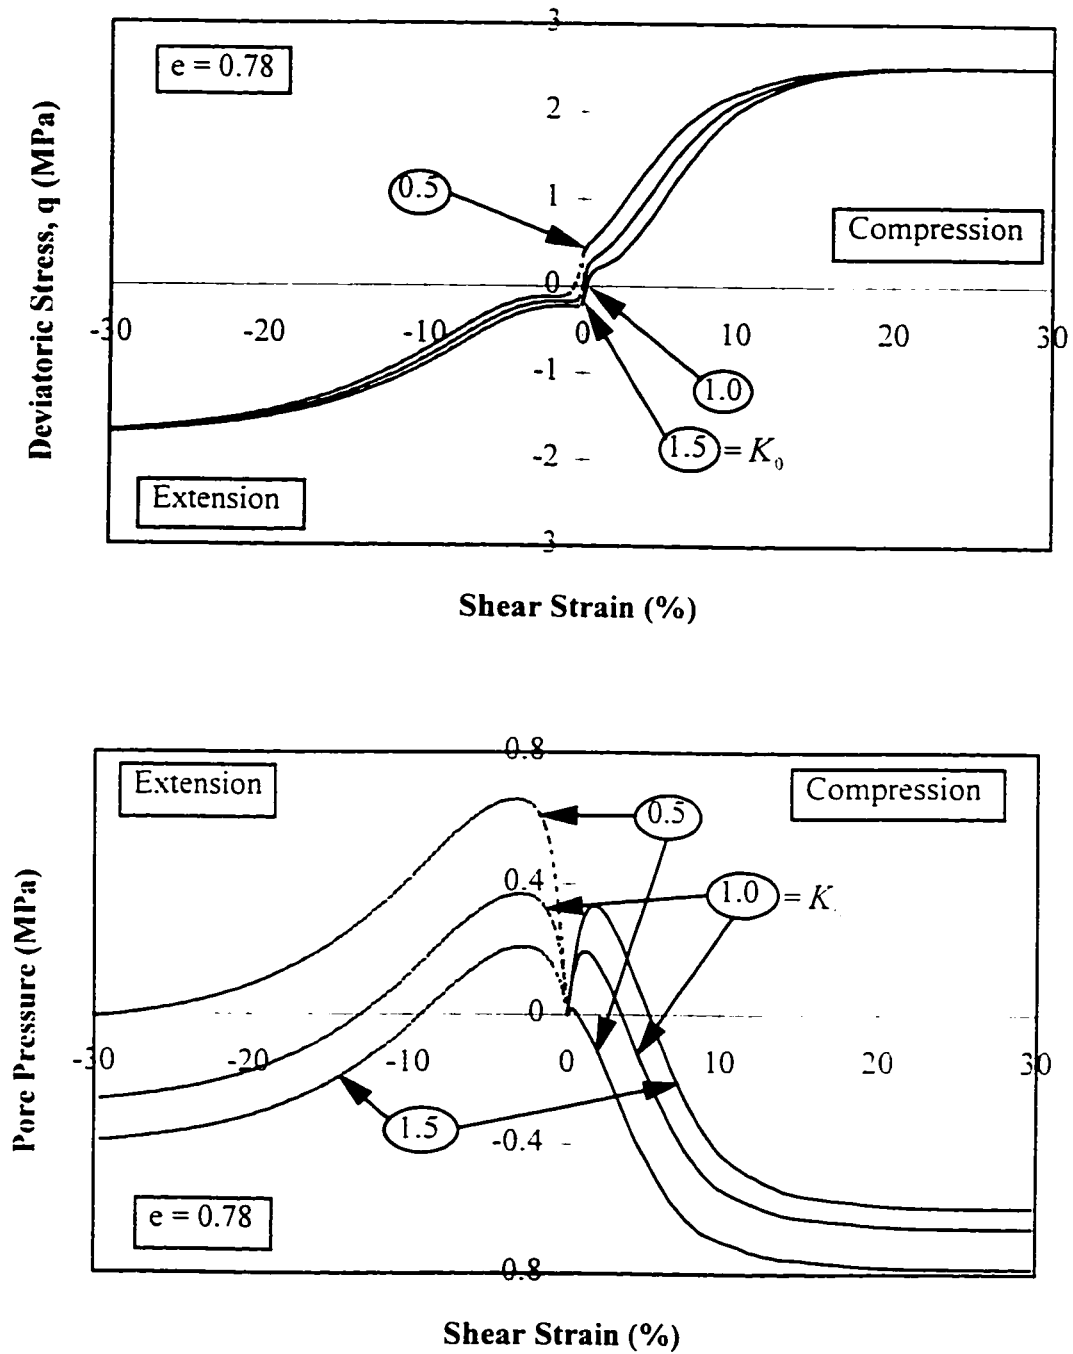 3
e = 0.78
2
0.5
1
Compression
0
-30
-20
-10
0
10
20
30
-1
1.0
1.5 = K₀
-2
Extension
3
Deviatoric Stress, q (MPa)
Shear Strain (%)
0.8
Extension
Compression
0.5
0.4
1.0 = K
0
-30
-20
-10
0
10
20
30
1.5
-0.4
e = 0.78
0.8
Pore Pressure (MPa)
Shear Strain (%)